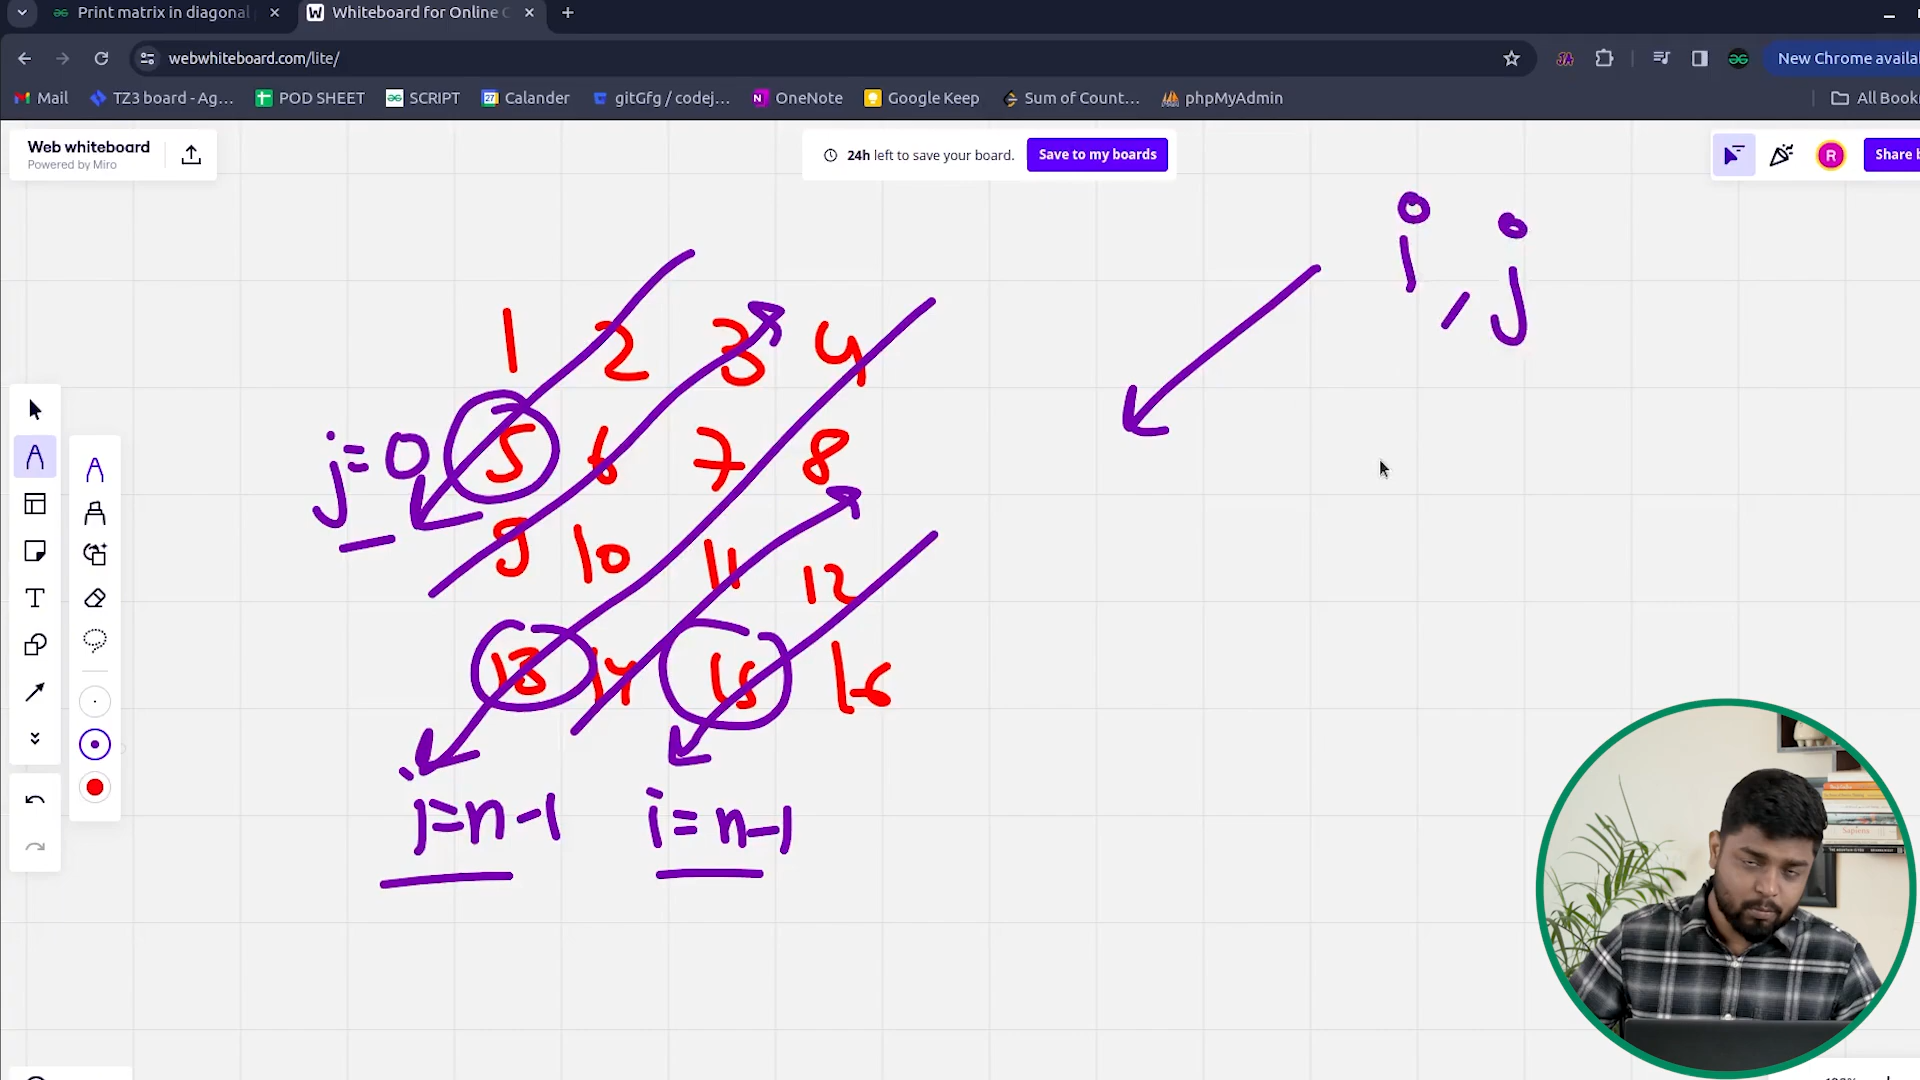 Print matrix in diagonal
Whiteboard for Online C
webwhiteboard.com/lite/
New Chrome availa
Mail
TZ3 board - Ag...
POD SHEET
SCRIPT
27 Calander
gitGfg / codej...
OneNote
Google Keep
Sum of Count...
phpMyAdmin
All Book
Web whiteboard
Powered by Miro
24h left to save your board.
Save to my boards
R
Share b
i, j
1 2 3 4
j=0 5 6 7 8
9 10 11 12
13 14 15 16
j=n-1 i=n-1
Sapiens